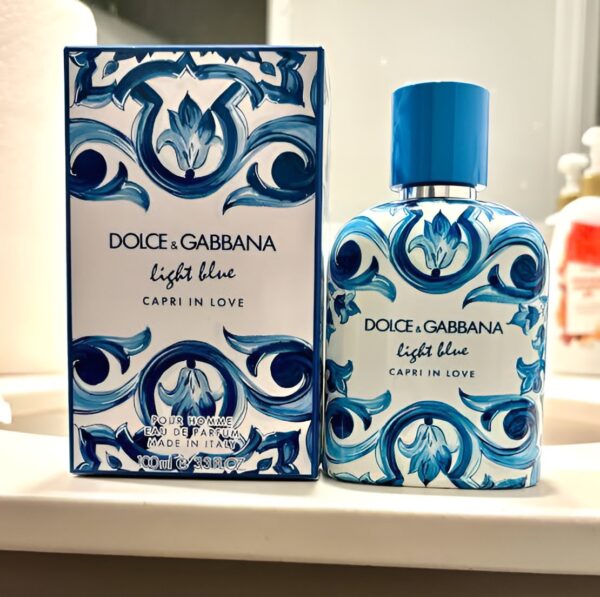 DOLCE & GABBANA
light blue
CAPRI IN LOVE
POUR HOMME
EAU DE PARFUM
MADE IN ITALY
100ml ℮ 3.3 fl.OZ
DOLCE & GABBANA
light blue
CAPRI IN LOVE